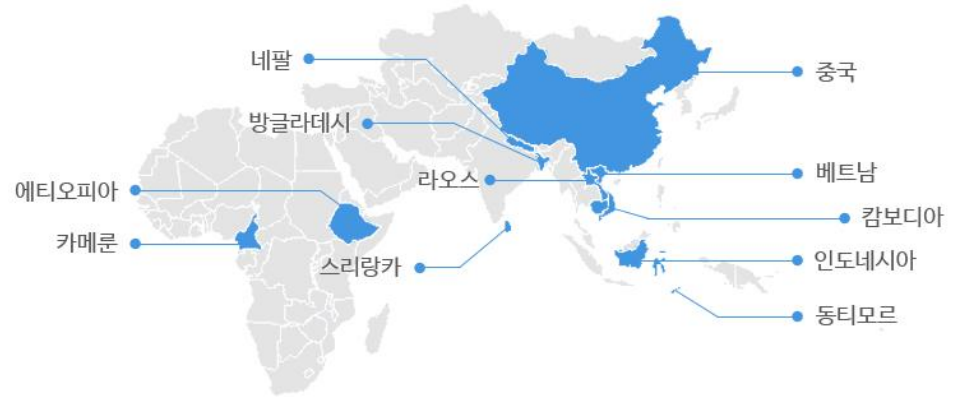 네팔
중국
방글라데시
라오스
베트남
에티오피아
캄보디아
카메룬
스리랑카
인도네시아
동티모르